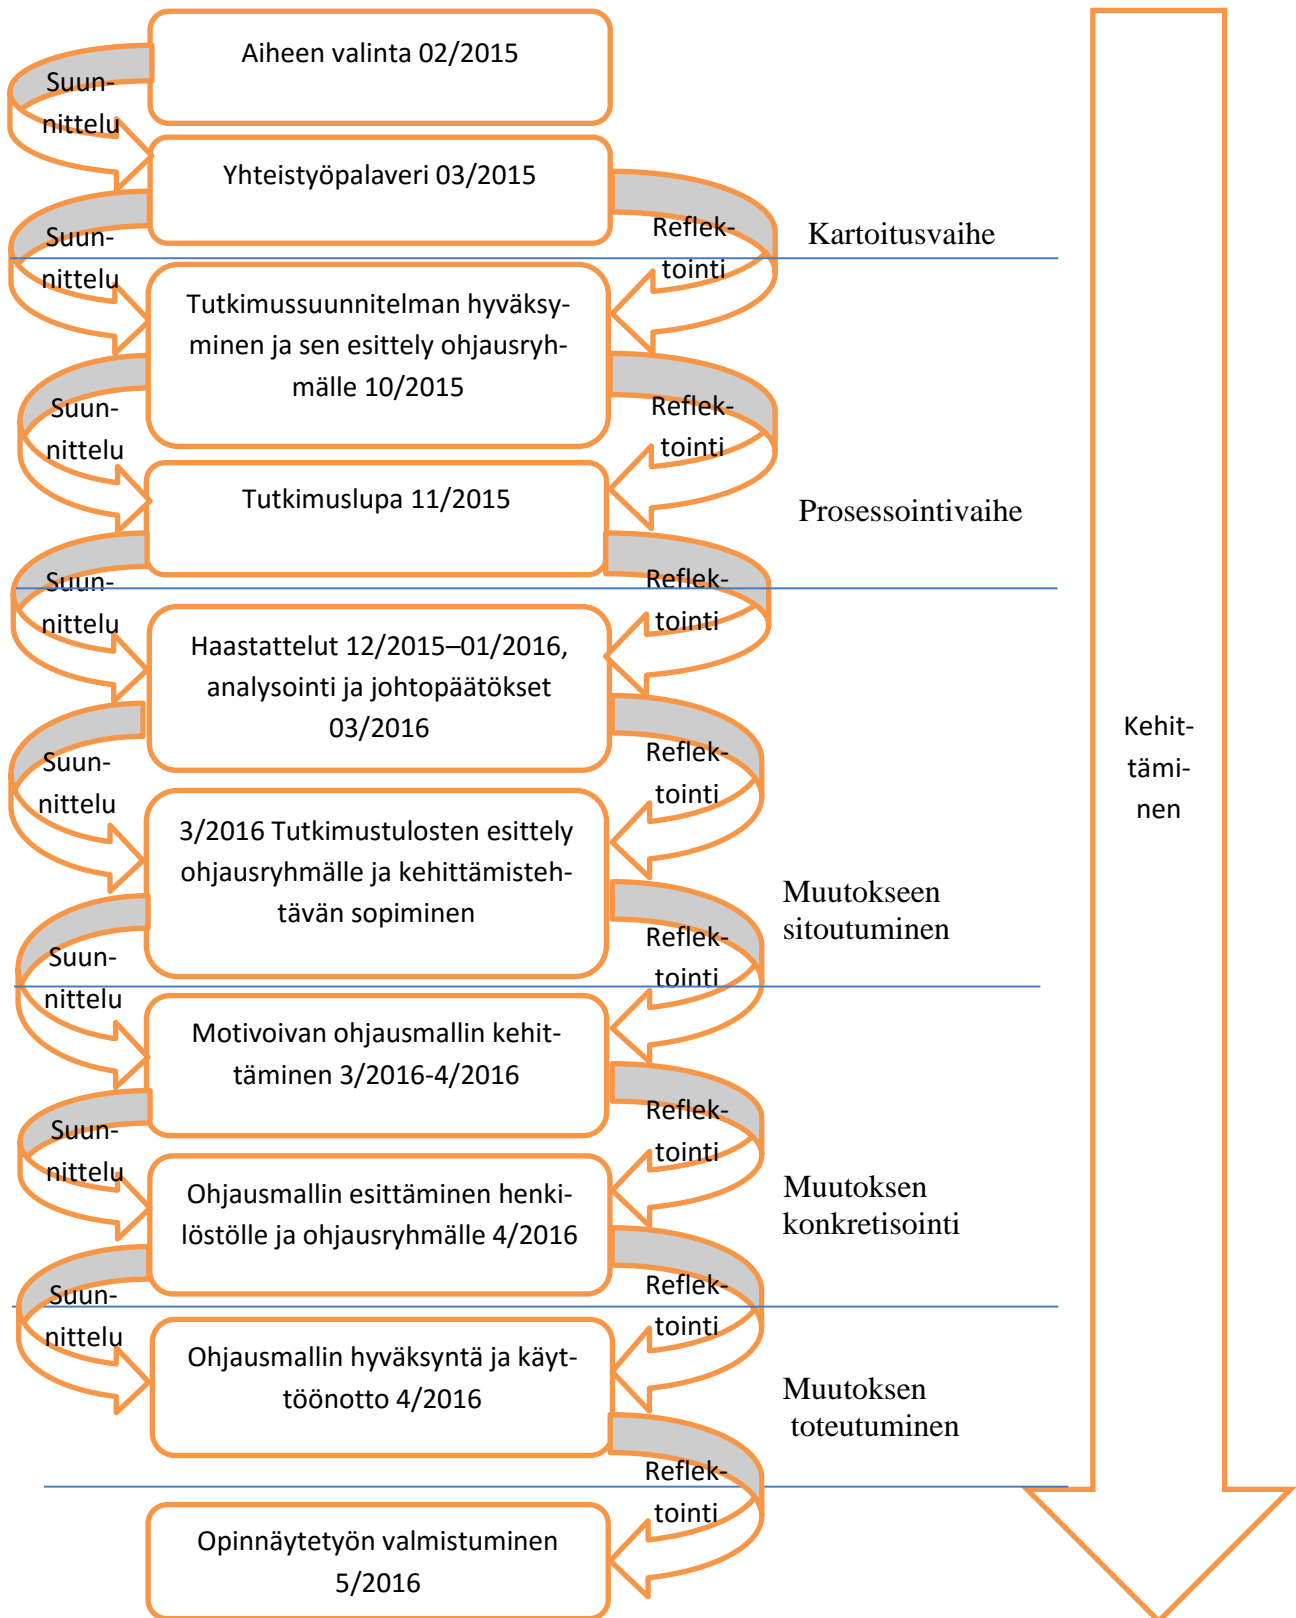 Aiheen valinta 02/2015
Suun-
nittelu
Yhteistyöpalaveri 03/2015
Suun-
nittelu
Reflek-
tointi
Kartoitusvaihe
Tutkimussuunnitelman hyväksy-
minen ja sen esittely ohjausryh-
mälle 10/2015
Suun-
nittelu
Reflek-
tointi
Tutkimuslupa 11/2015
Prosessointivaihe
Suun-
nittelu
Reflek-
tointi
Haastattelut 12/2015–01/2016,
analysointi ja johtopäätökset
03/2016
Suun-
nittelu
Reflek-
tointi
Kehit-
tämi-
nen
3/2016 Tutkimustulosten esittely
ohjausryhmälle ja kehittämisteh-
tävän sopiminen
Muutokseen
sitoutuminen
Suun-
nittelu
Reflek-
tointi
Motivoivan ohjausmallin kehit-
täminen 3/2016-4/2016
Suun-
nittelu
Reflek-
tointi
Ohjausmallin esittäminen henki-
löstölle ja ohjausryhmälle 4/2016
Muutoksen
konkretisointi
Suun-
nittelu
Reflek-
tointi
Ohjausmallin hyväksyntä ja käyt-
töönotto 4/2016
Muutoksen
toteutuminen
Reflek-
tointi
Opinnäytetyön valmistuminen
5/2016